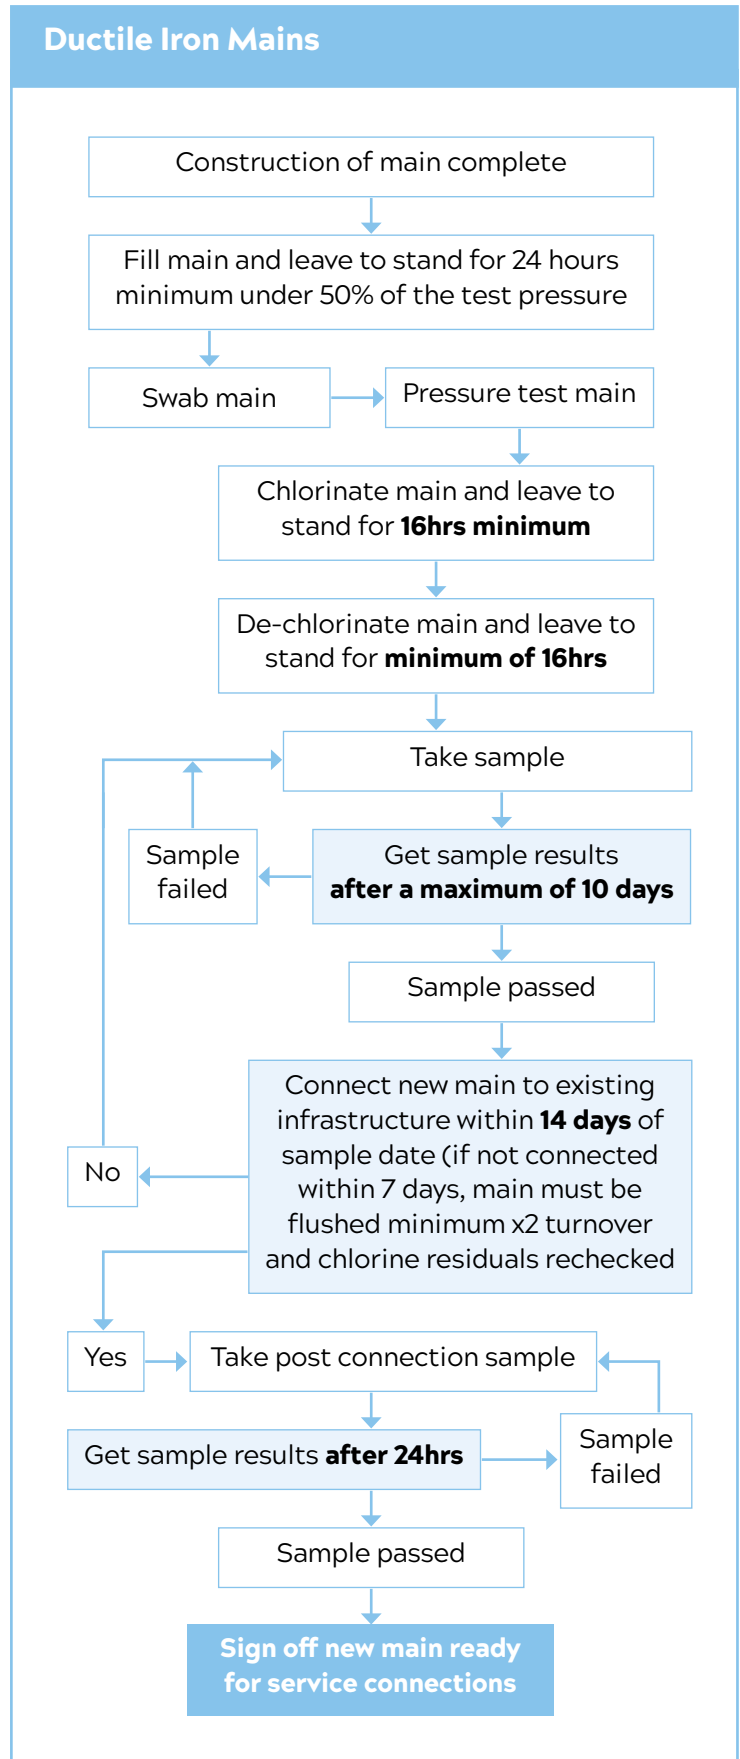 Ductile Iron Mains
Construction of main complete
Fill main and leave to stand for 24 hours
minimum under 50% of the test pressure
Swab main
Pressure test main
Chlorinate main and leave to
stand for 16hrs minimum
De-chlorinate main and leave to
stand for minimum of 16hrs
Take sample
Sample
failed
Get sample results
after a maximum of 10 days
Sample passed
Connect new main to existing
infrastructure within 14 days of
sample date (if not connected
within 7 days, main must be
flushed minimum x2 turnover
and chlorine residuals rechecked
No
Yes
Take post connection sample
Get sample results after 24hrs
Sample
failed
Sample passed
Sign off new main ready
for service connections